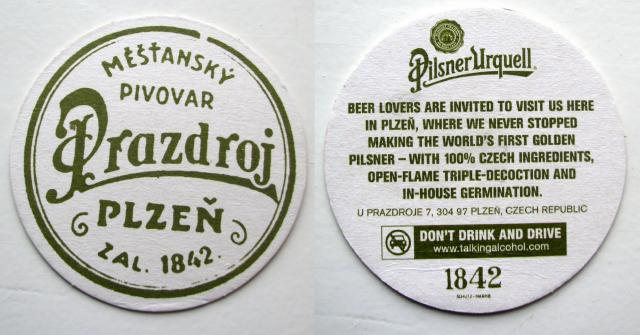 MĚŠŤANSKÝ
PIVOVAR
Prazdroj
PLZEŇ
ZAL. 1842.
Pilsner Urquell
BEER LOVERS ARE INVITED TO VISIT US HERE
IN PLZEŇ, WHERE WE NEVER STOPPED
MAKING THE WORLD'S FIRST GOLDEN
PILSNER – WITH 100% CZECH INGREDIENTS,
OPEN-FLAME TRIPLE-DECOCTION AND
IN-HOUSE GERMINATION.
U PRAZDROJE 7, 304 97 PLZEŇ, CZECH REPUBLIC
DON'T DRINK AND DRIVE
www.talkingalcohol.com
1842